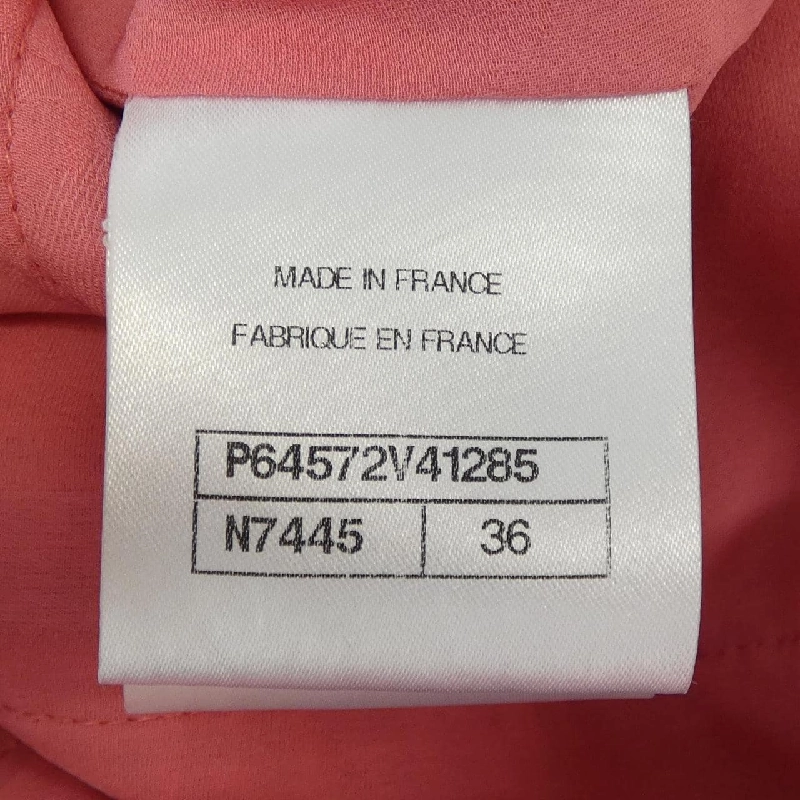 MADE IN FRANCE
FABRIQUE EN FRANCE
P64572V41285
N7445 36